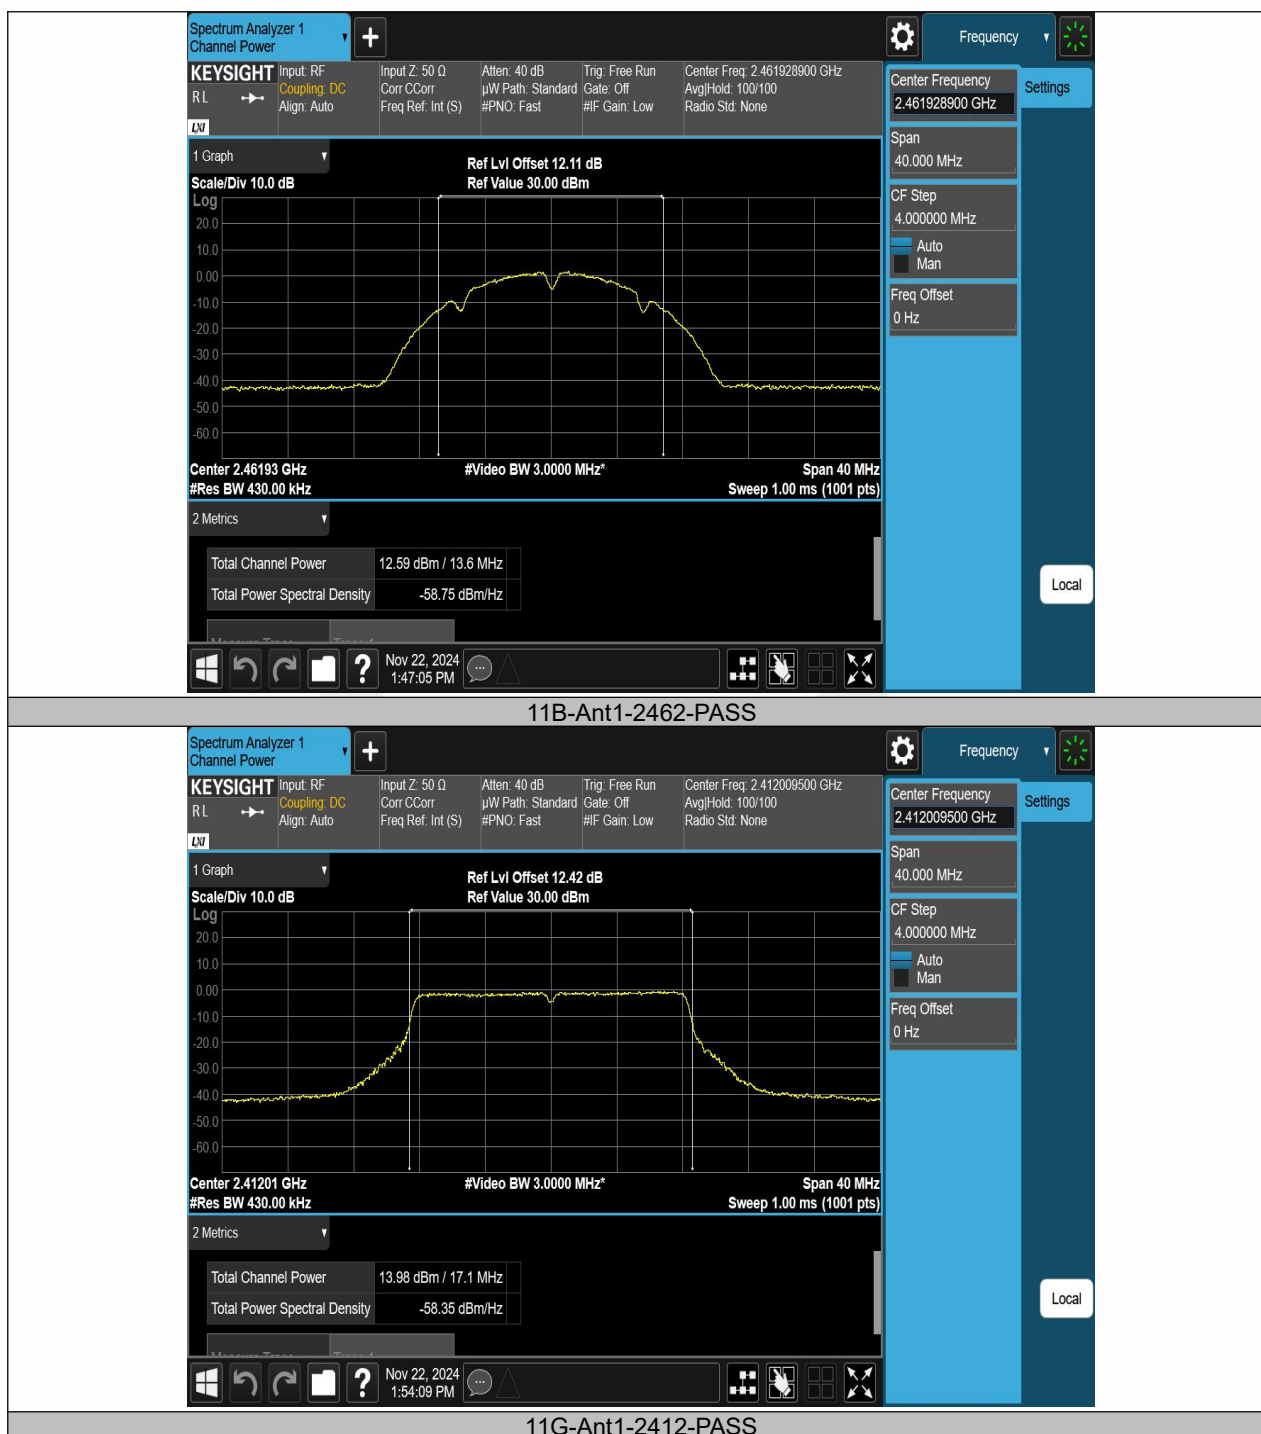 Spectrum Analyzer 1
Channel Power
+
Frequency
KEYSIGHT
R L
LXI
Input: RF
Coupling: DC
Align: Auto
Input Z: 50 Ω
Corr CCorr
Freq Ref: Int (S)
Atten: 40 dB
µW Path: Standard
#PNO: Fast
Trig: Free Run
Gate: Off
#IF Gain: Low
Center Freq: 2.461928900 GHz
Avg|Hold: 100/100
Radio Std: None
Center Frequency
2.461928900 GHz
Settings
Span
40.000 MHz
CF Step
4.000000 MHz
Auto
Man
Freq Offset
0 Hz
Local
1 Graph
Scale/Div 10.0 dB
Ref Lvl Offset 12.11 dB
Ref Value 30.00 dBm
Log
20.0
10.0
0.00
-10.0
-20.0
-30.0
-40.0
-50.0
-60.0
Center 2.46193 GHz
#Res BW 430.00 kHz
#Video BW 3.0000 MHz*
Span 40 MHz
Sweep 1.00 ms (1001 pts)
2 Metrics
Total Channel Power 12.59 dBm / 13.6 MHz
Total Power Spectral Density -58.75 dBm/Hz
?
Nov 22, 2024
1:47:05 PM
11B-Ant1-2462-PASS
Spectrum Analyzer 1
Channel Power
+
Frequency
KEYSIGHT
R L
LXI
Input: RF
Coupling: DC
Align: Auto
Input Z: 50 Ω
Corr CCorr
Freq Ref: Int (S)
Atten: 40 dB
µW Path: Standard
#PNO: Fast
Trig: Free Run
Gate: Off
#IF Gain: Low
Center Freq: 2.412009500 GHz
Avg|Hold: 100/100
Radio Std: None
Center Frequency
2.412009500 GHz
Settings
Span
40.000 MHz
CF Step
4.000000 MHz
Auto
Man
Freq Offset
0 Hz
Local
1 Graph
Scale/Div 10.0 dB
Ref Lvl Offset 12.42 dB
Ref Value 30.00 dBm
Log
20.0
10.0
0.00
-10.0
-20.0
-30.0
-40.0
-50.0
-60.0
Center 2.41201 GHz
#Res BW 430.00 kHz
#Video BW 3.0000 MHz*
Span 40 MHz
Sweep 1.00 ms (1001 pts)
2 Metrics
Total Channel Power 13.98 dBm / 17.1 MHz
Total Power Spectral Density -58.35 dBm/Hz
?
Nov 22, 2024
1:54:09 PM
11G-Ant1-2412-PASS